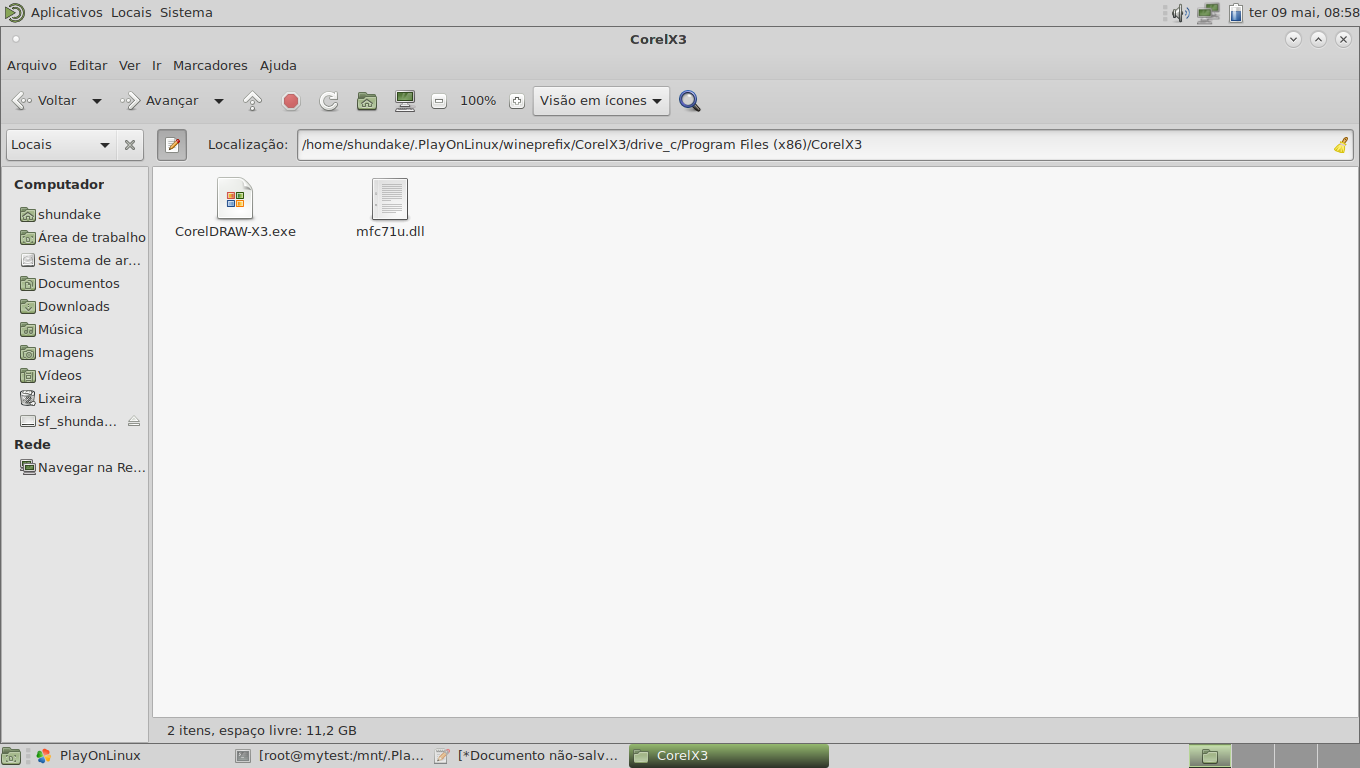 Aplicativos Locais Sistema
ter 09 mai, 08:58
CorelX3
Arquivo Editar Ver Ir Marcadores Ajuda
Voltar Avançar 100% Visão em ícones
Locais
Localização: /home/shundake/.PlayOnLinux/wineprefix/CorelX3/drive_c/Program Files (x86)/CorelX3
Computador
shundake
Área de trabalho
Sistema de ar...
Documentos
Downloads
Música
Imagens
Vídeos
Lixeira
sf_shunda...
Rede
Navegar na Re...
CorelDRAW-X3.exe
mfc71u.dll
2 itens, espaço livre: 11,2 GB
PlayOnLinux
[root@mytest:/mnt/.Pla...
[*Documento não-salv...
CorelX3